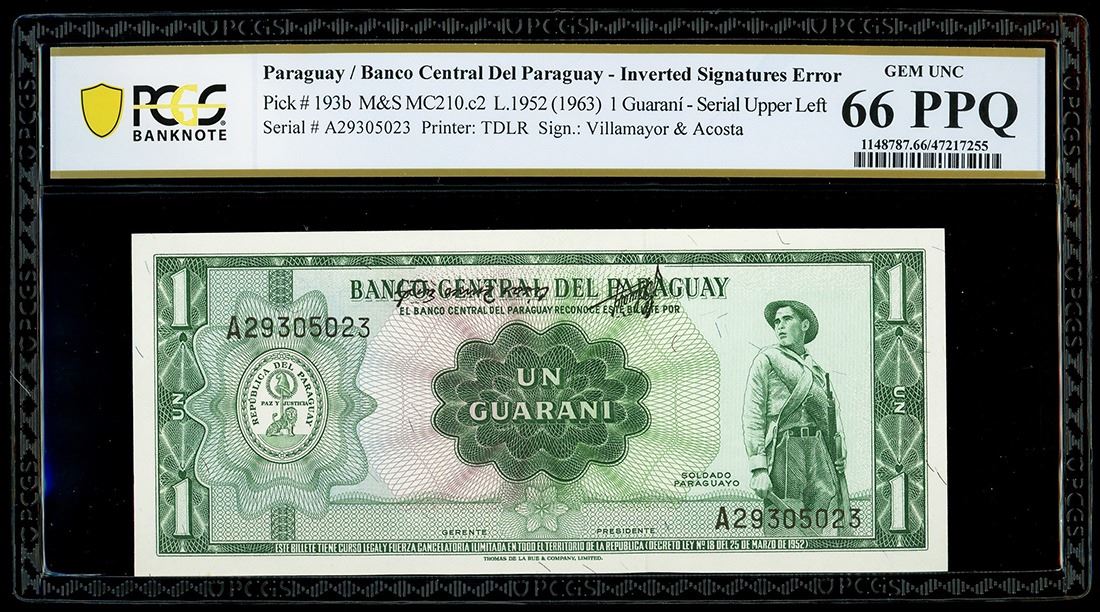 Paraguay / Banco Central Del Paraguay - Inverted Signatures Error
GEM UNC
Pick # 193b M&S MC210.c2 L.1952 (1963) 1 Guaraní - Serial Upper Left
66 PPQ
Serial # A29305023 Printer: TDLR Sign.: Villamayor & Acosta
1148787.66/47217255
PCGS
BANKNOTE
1
1
BANCO CENTRAL DEL PARAGUAY
EL BANCO CENTRAL DEL PARAGUAY RECONOCE ESTE BILLETE POR
A29305023
UN
GUARANI
REPÚBLICA DEL PARAGUAY
PAZ Y JUSTICIA
UN
UN
SOLDADO
PARAGUAYO
1
1
GERENTE
PRESIDENTE
A29305023
ESTE BILLETE TIENE CURSO LEGAL Y FUERZA CANCELATORIA ILIMITADA EN TODO EL TERRITORIO DE LA REPUBLICA (DECRETO LEY Nº 18 DEL 25 DE MARZO DE 1952)
THOMAS DE LA RUE & COMPANY, LIMITED.